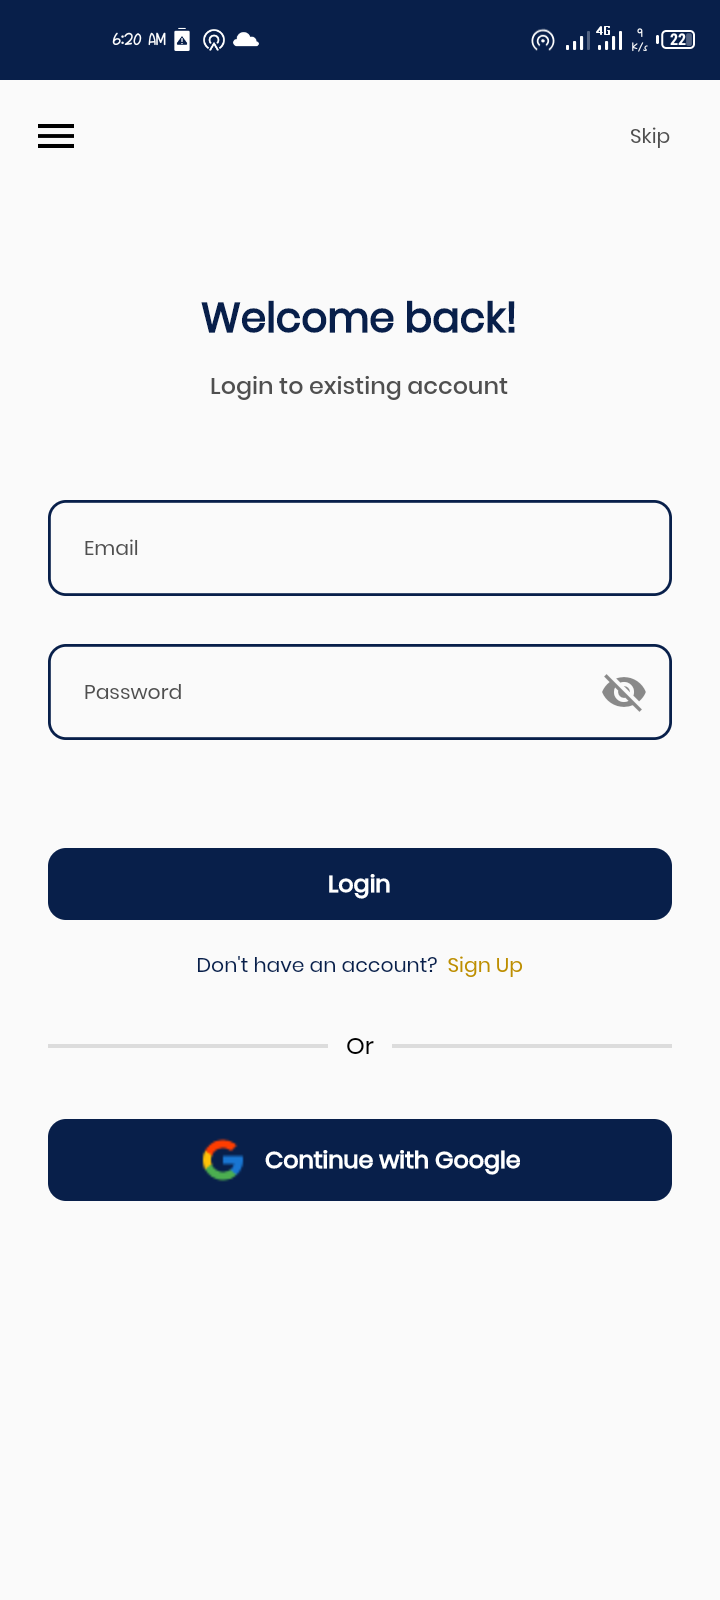 6:20 AM
4G
9
K/s
22
Skip
Welcome back!
Login to existing account
Email
Password
Login
Don't have an account? Sign Up
Or
Continue with Google